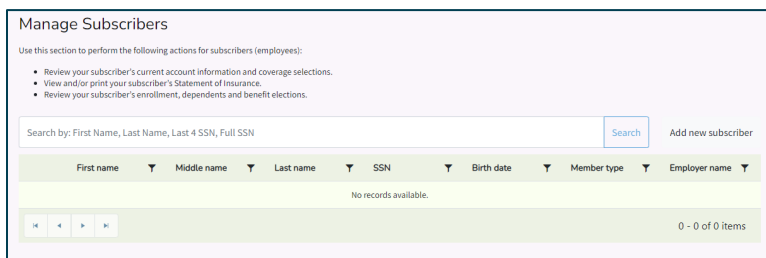 Manage Subscribers
Use this section to perform the following actions for subscribers (employees):
Review your subscriber's current account information and coverage selections.
View and/or print your subscriber's Statement of Insurance.
Review your subscriber's enrollment, dependents and benefit elections.
Search by: First Name, Last Name, Last 4 SSN, Full SSN Search Add new subscriber
First name Middle name Last name SSN Birth date Member type Employer name
No records available.
0 - 0 of 0 items